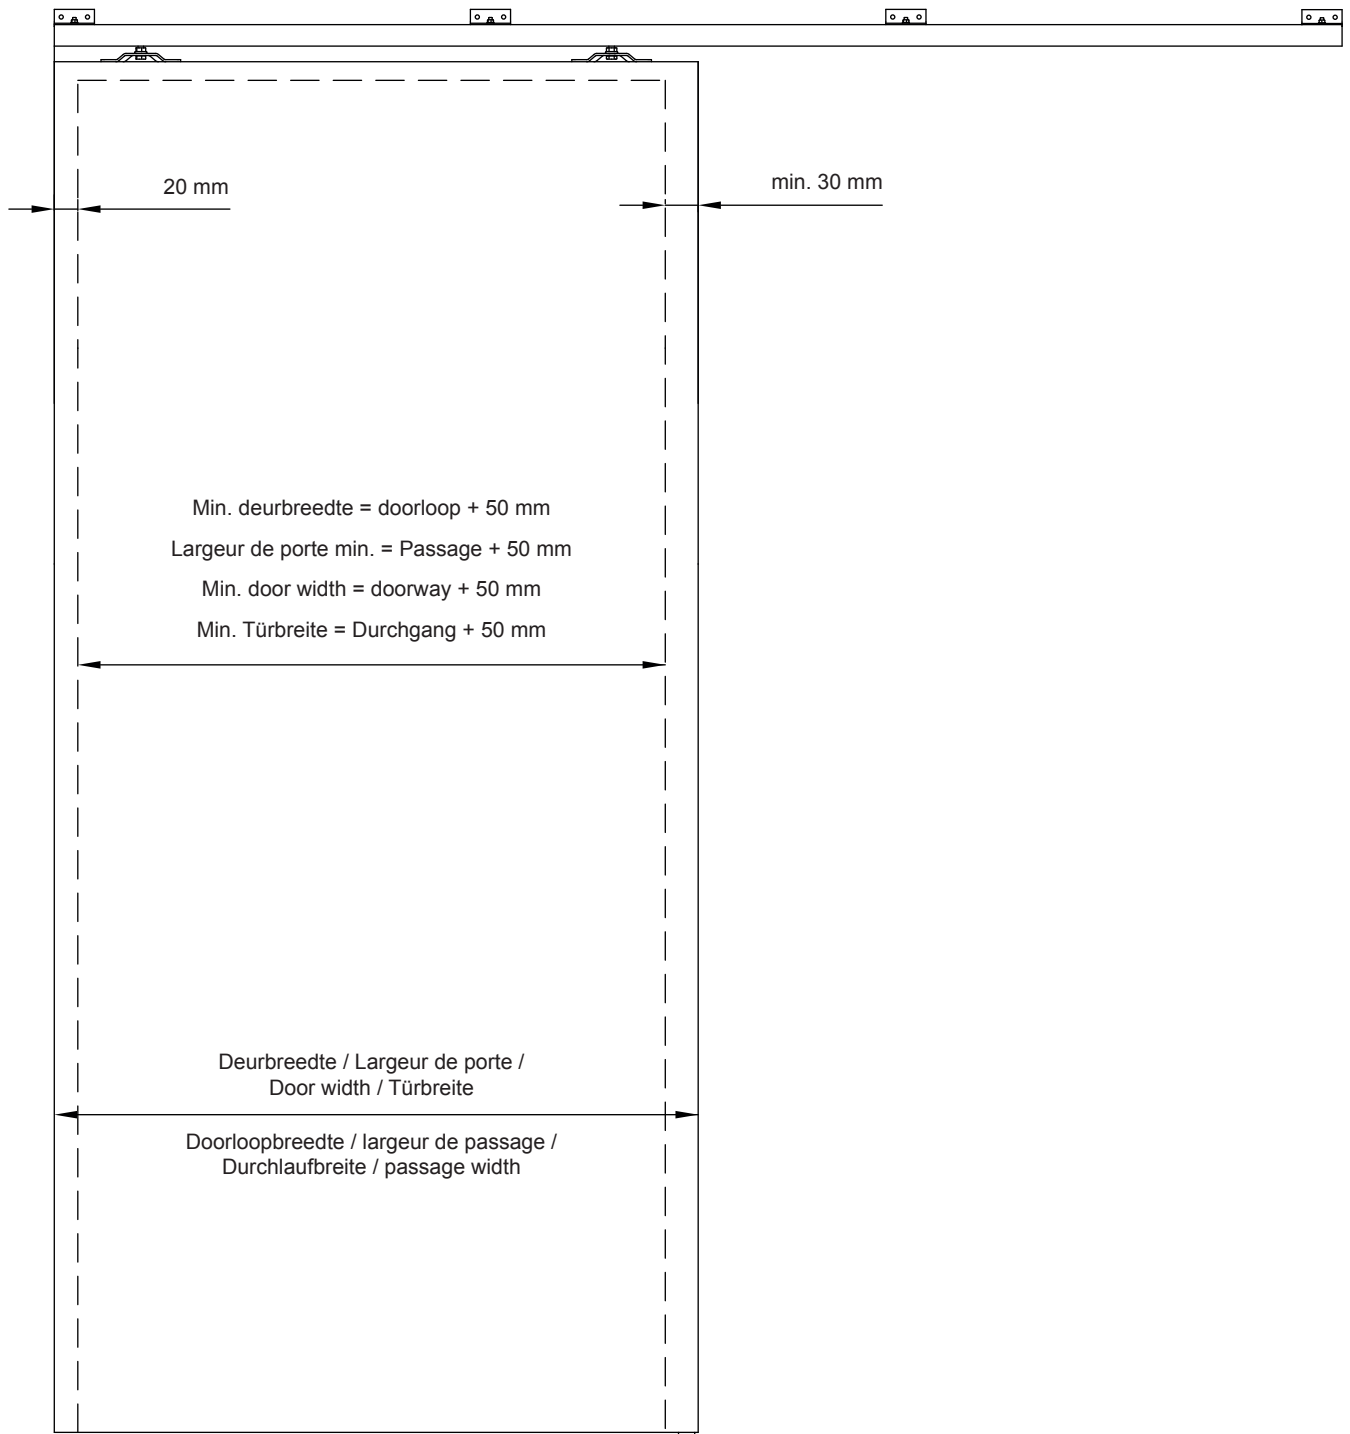 20 mm
min. 30 mm
Min. deurbreedte = doorloop + 50 mm
Largeur de porte min. = Passage + 50 mm
Min. door width = doorway + 50 mm
Min. Türbreite = Durchgang + 50 mm
Deurbreedte / Largeur de porte /
Door width / Türbreite
Doorloopbreedte / largeur de passage /
Durchlaufbreite / passage width